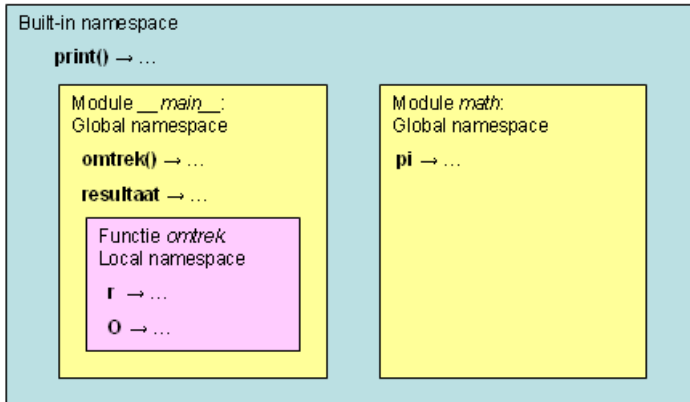 Built-in namespace
print() → ...
Module __main__:
Global namespace
omtrek() → ...
resultaat → ...
Functie omtrek
Local namespace
r → ...
O → ...
Module math:
Global namespace
pi → ...